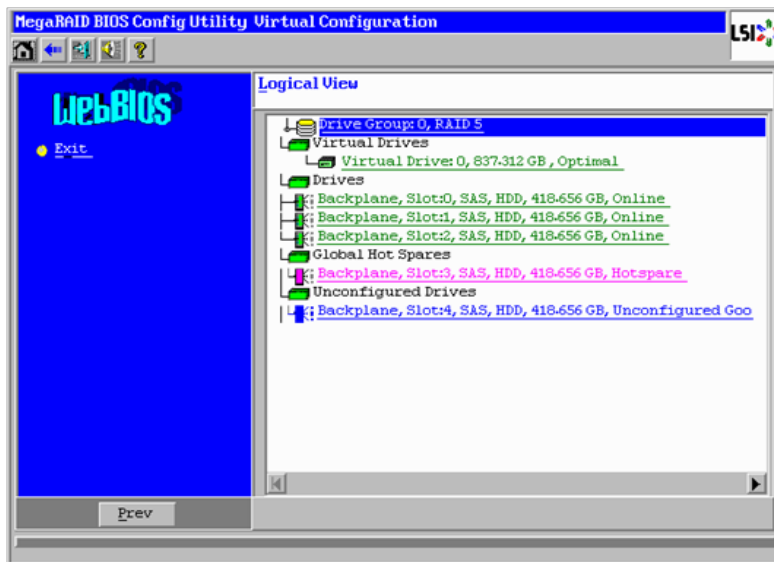 MegaRAID BIOS Config Utility Virtual Configuration
LSI
WebBIOS
Exit
Logical View
Drive Group: 0, RAID 5
Virtual Drives
Virtual Drive: 0, 837.312 GB , Optimal
Drives
Backplane, Slot:0, SAS, HDD, 418.656 GB, Online
Backplane, Slot:1, SAS, HDD, 418.656 GB, Online
Backplane, Slot:2, SAS, HDD, 418.656 GB, Online
Global Hot Spares
Backplane, Slot:3, SAS, HDD, 418.656 GB, Hotspare
Unconfigured Drives
Backplane, Slot:4, SAS, HDD, 418.656 GB, Unconfigured Goo
Prev